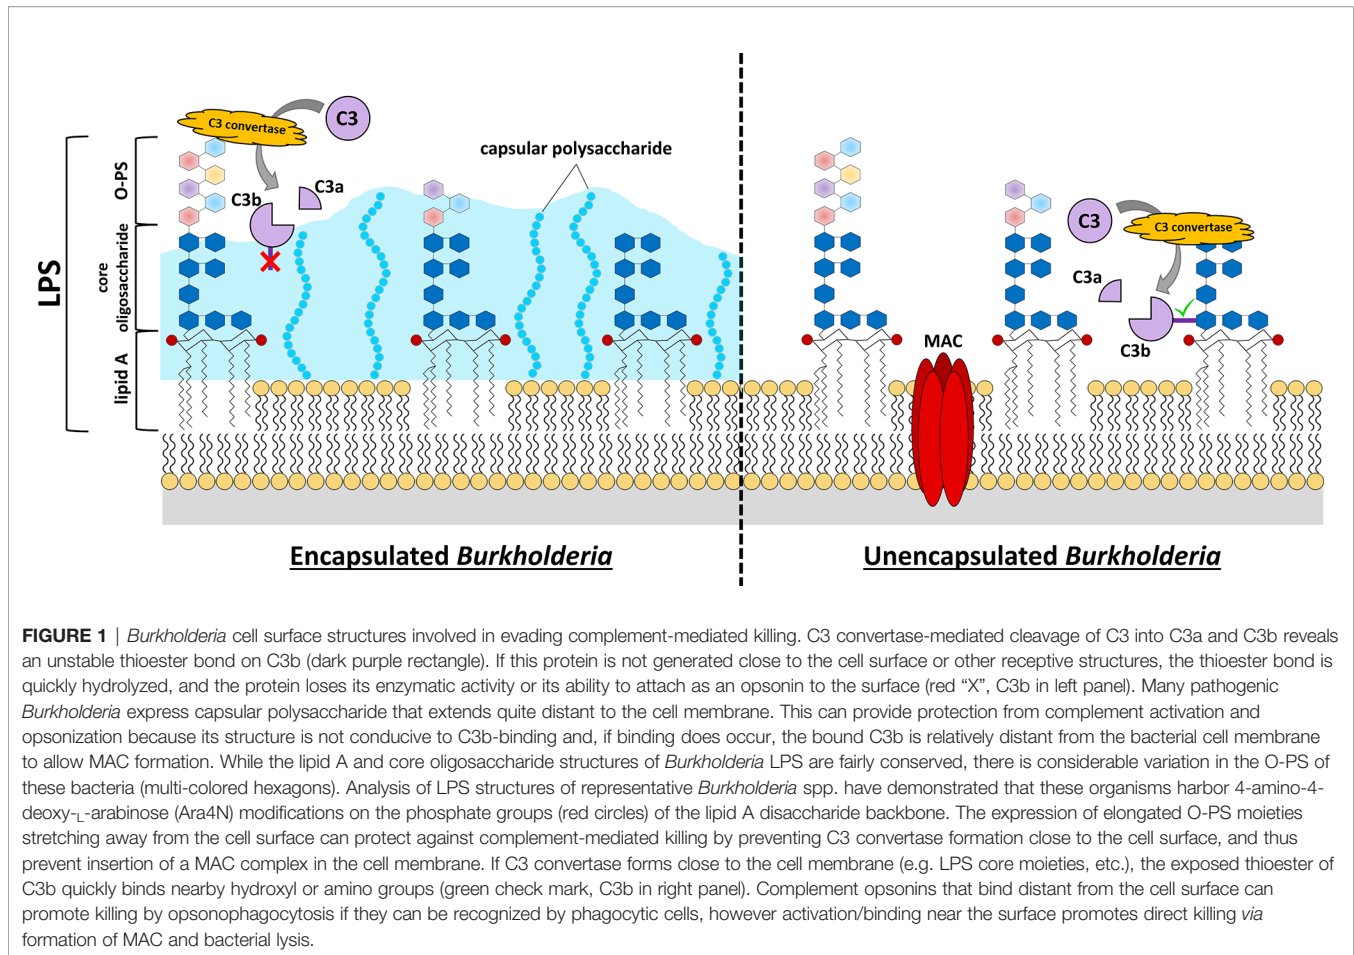 C3 convertase
C3
capsular polysaccharide
O-PS
C3a
C3b
LPS
core
oligosaccharide
lipid A
C3
C3 convertase
C3a
C3b
MAC
Encapsulated Burkholderia
Unencapsulated Burkholderia
FIGURE 1 | Burkholderia cell surface structures involved in evading complement-mediated killing. C3 convertase-mediated cleavage of C3 into C3a and C3b reveals
an unstable thioester bond on C3b (dark purple rectangle). If this protein is not generated close to the cell surface or other receptive structures, the thioester bond is
quickly hydrolyzed, and the protein loses its enzymatic activity or its ability to attach as an opsonin to the surface (red “X”, C3b in left panel). Many pathogenic
Burkholderia express capsular polysaccharide that extends quite distant to the cell membrane. This can provide protection from complement activation and
opsonization because its structure is not conducive to C3b-binding and, if binding does occur, the bound C3b is relatively distant from the bacterial cell membrane
to allow MAC formation. While the lipid A and core oligosaccharide structures of Burkholderia LPS are fairly conserved, there is considerable variation in the O-PS of
these bacteria (multi-colored hexagons). Analysis of LPS structures of representative Burkholderia spp. have demonstrated that these organisms harbor 4-amino-4-
deoxy-L-arabinose (Ara4N) modifications on the phosphate groups (red circles) of the lipid A disaccharide backbone. The expression of elongated O-PS moieties
stretching away from the cell surface can protect against complement-mediated killing by preventing C3 convertase formation close to the cell surface, and thus
prevent insertion of a MAC complex in the cell membrane. If C3 convertase forms close to the cell membrane (e.g. LPS core moieties, etc.), the exposed thioester of
C3b quickly binds nearby hydroxyl or amino groups (green check mark, C3b in right panel). Complement opsonins that bind distant from the cell surface can
promote killing by opsonophagocytosis if they can be recognized by phagocytic cells, however activation/binding near the surface promotes direct killing via
formation of MAC and bacterial lysis.